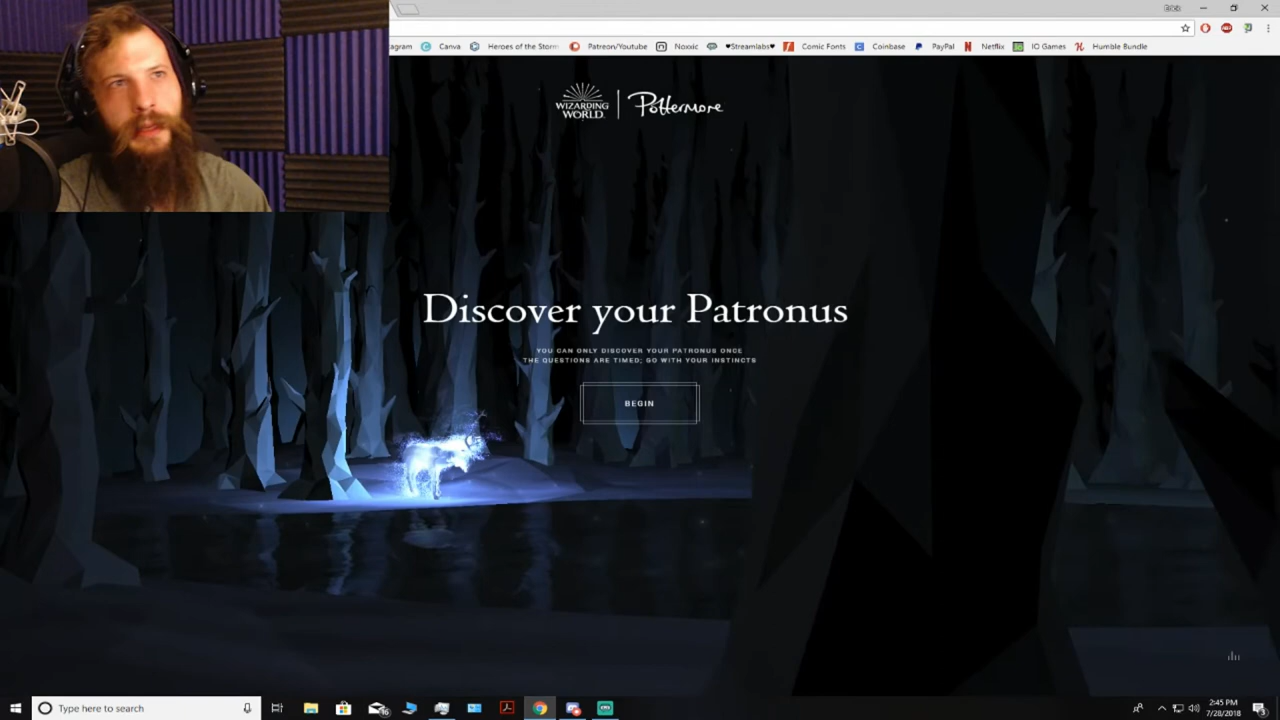 agram Canva Heroes of the Storm Patreon/Youtube Noxxic ♥Streamlabs♥ Comic Fonts Coinbase PayPal Netflix IO Games Humble Bundle
WIZARDING WORLD
Pottermore
Discover your Patronus
YOU CAN ONLY DISCOVER YOUR PATRONUS ONCE
THE QUESTIONS ARE TIMED; GO WITH YOUR INSTINCTS
BEGIN
Type here to search
2:45 PM
7/28/2018